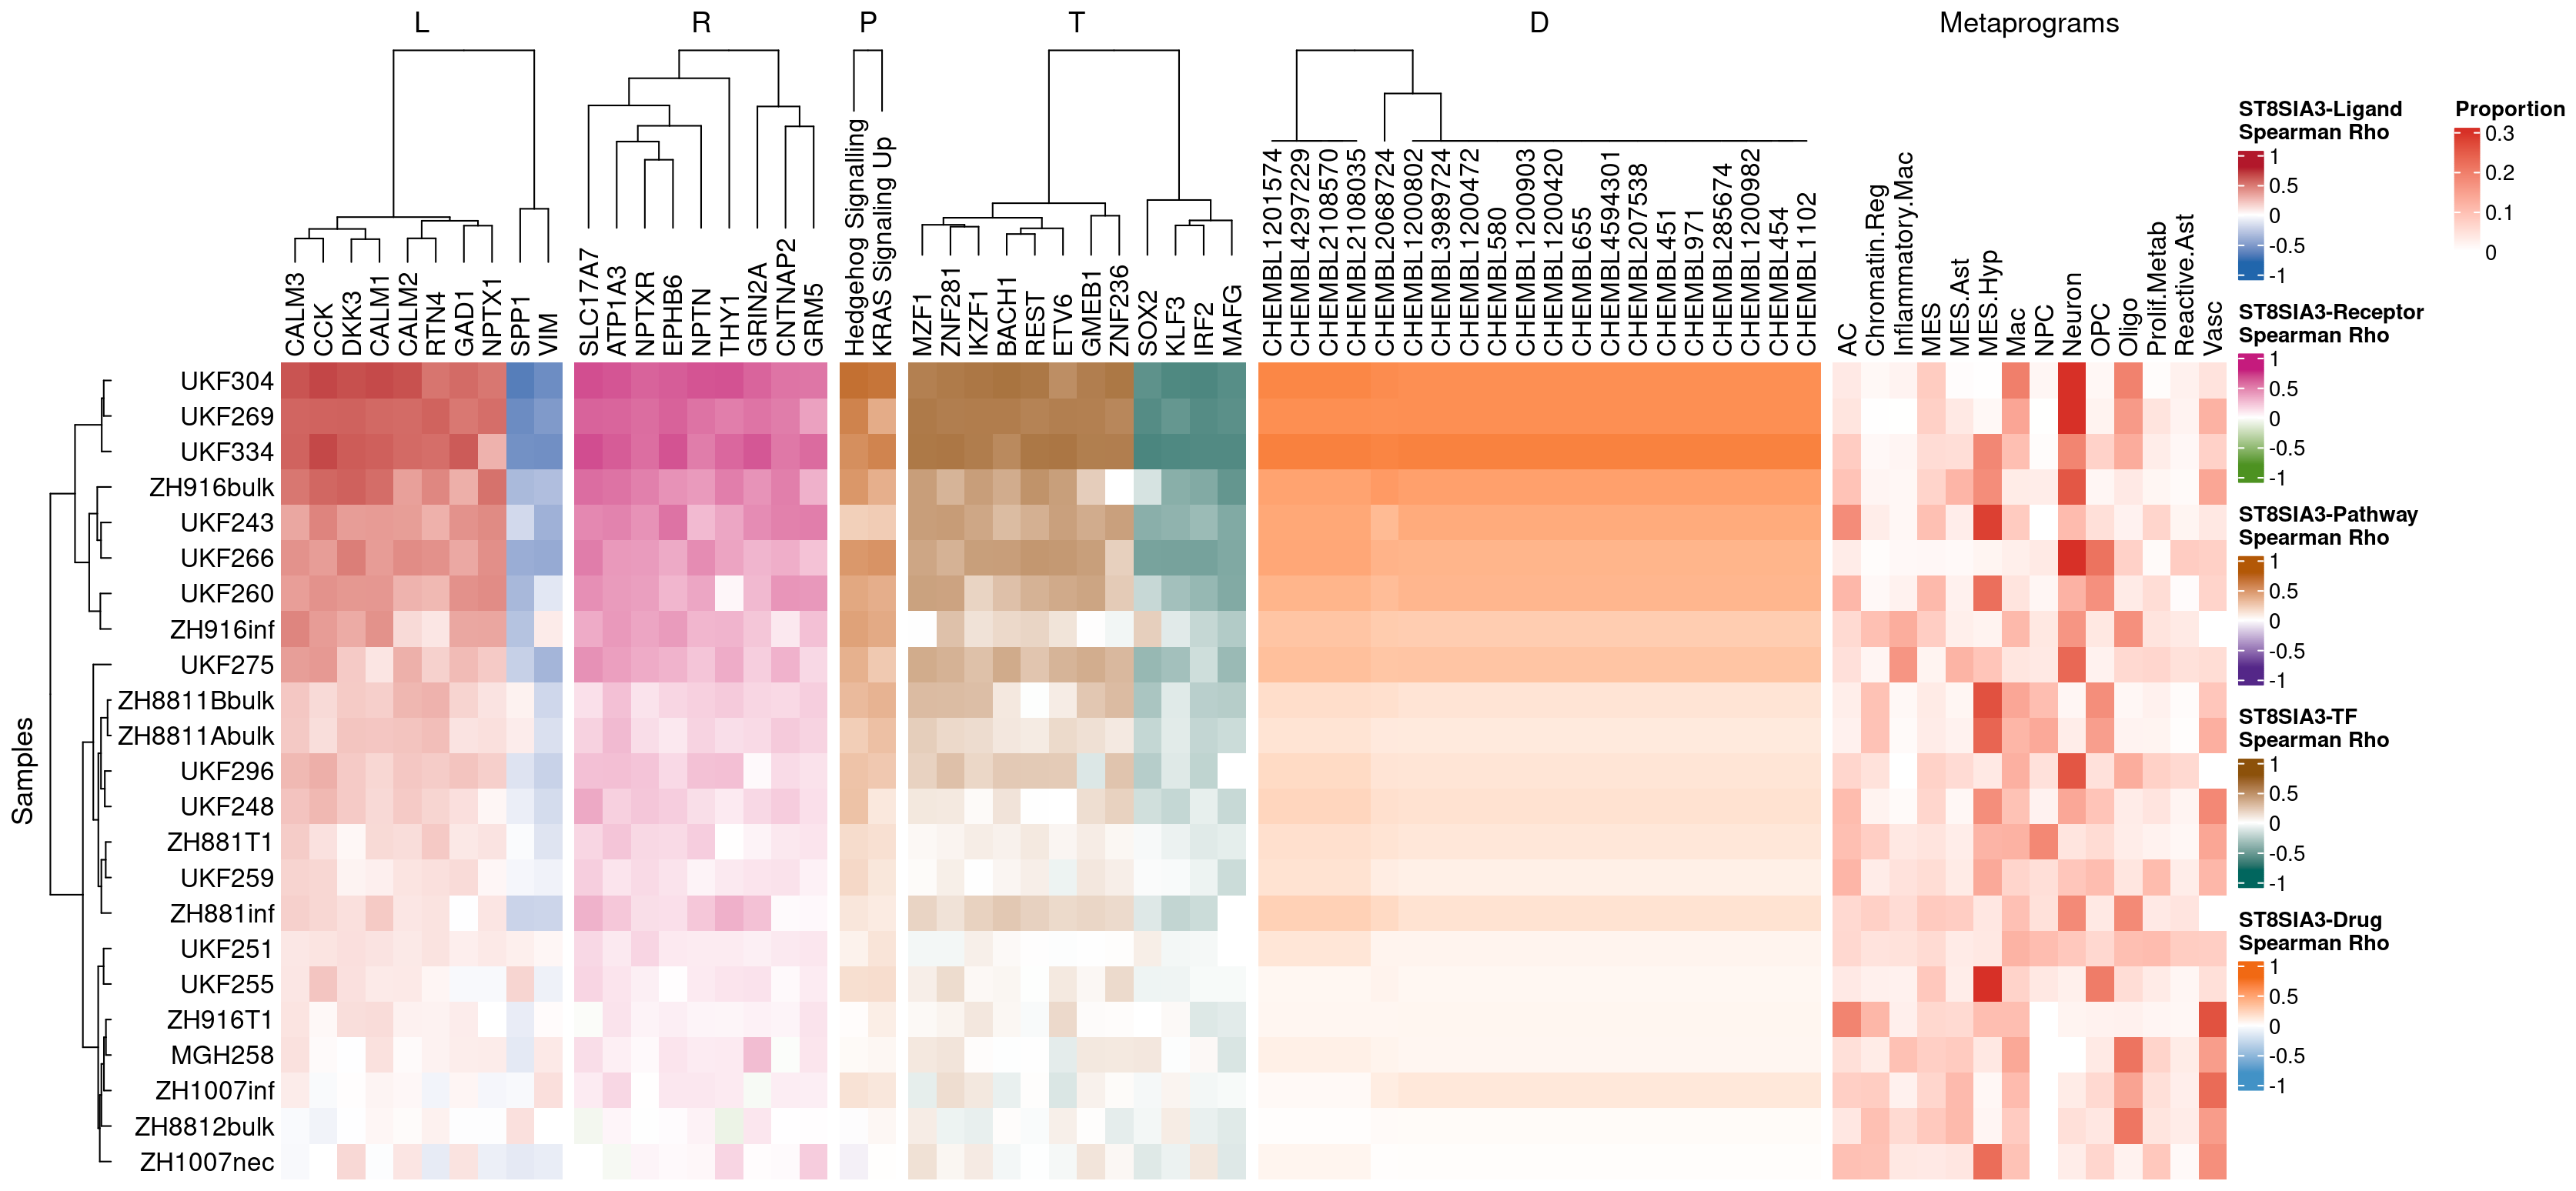 L R P T D Metaprograms
CALM3
CCK
DKK3
CALM1
CALM2
RTN4
GAD1
NPTX1
SPP1
VIM
SLC17A7
ATP1A3
NPTXR
EPHB6
NPTN
THY1
GRIN2A
CNTNAP2
GRM5
Hedgehog Signalling
KRAS Signaling Up
MZF1
ZNF281
IKZF1
BACH1
REST
ETV6
GMEB1
ZNF236
SOX2
KLF3
IRF2
MAFG
CHEMBL1201574
CHEMBL4297229
CHEMBL2108570
CHEMBL2108035
CHEMBL2068724
CHEMBL1200802
CHEMBL3989724
CHEMBL1200472
CHEMBL580
CHEMBL1200903
CHEMBL1200420
CHEMBL655
CHEMBL4594301
CHEMBL207538
CHEMBL451
CHEMBL971
CHEMBL285674
CHEMBL1200982
CHEMBL454
CHEMBL1102
AC
Chromatin.Reg
Inflammatory.Mac
MES
MES.Ast
MES.Hyp
Mac
NPC
Neuron
OPC
Oligo
Prolif.Metab
Reactive.Ast
Vasc
Samples
UKF304
UKF269
UKF334
ZH916bulk
UKF243
UKF266
UKF260
ZH916inf
UKF275
ZH8811Bbulk
ZH8811Abulk
UKF296
UKF248
ZH881T1
UKF259
ZH881inf
UKF251
UKF255
ZH916T1
MGH258
ZH1007inf
ZH8812bulk
ZH1007nec
ST8SIA3-Ligand
Spearman Rho
1
0.5
0
-0.5
-1
ST8SIA3-Receptor
Spearman Rho
1
0.5
0
-0.5
-1
ST8SIA3-Pathway
Spearman Rho
1
0.5
0
-0.5
-1
ST8SIA3-TF
Spearman Rho
1
0.5
0
-0.5
-1
ST8SIA3-Drug
Spearman Rho
1
0.5
0
-0.5
-1
Proportion
0.3
0.2
0.1
0